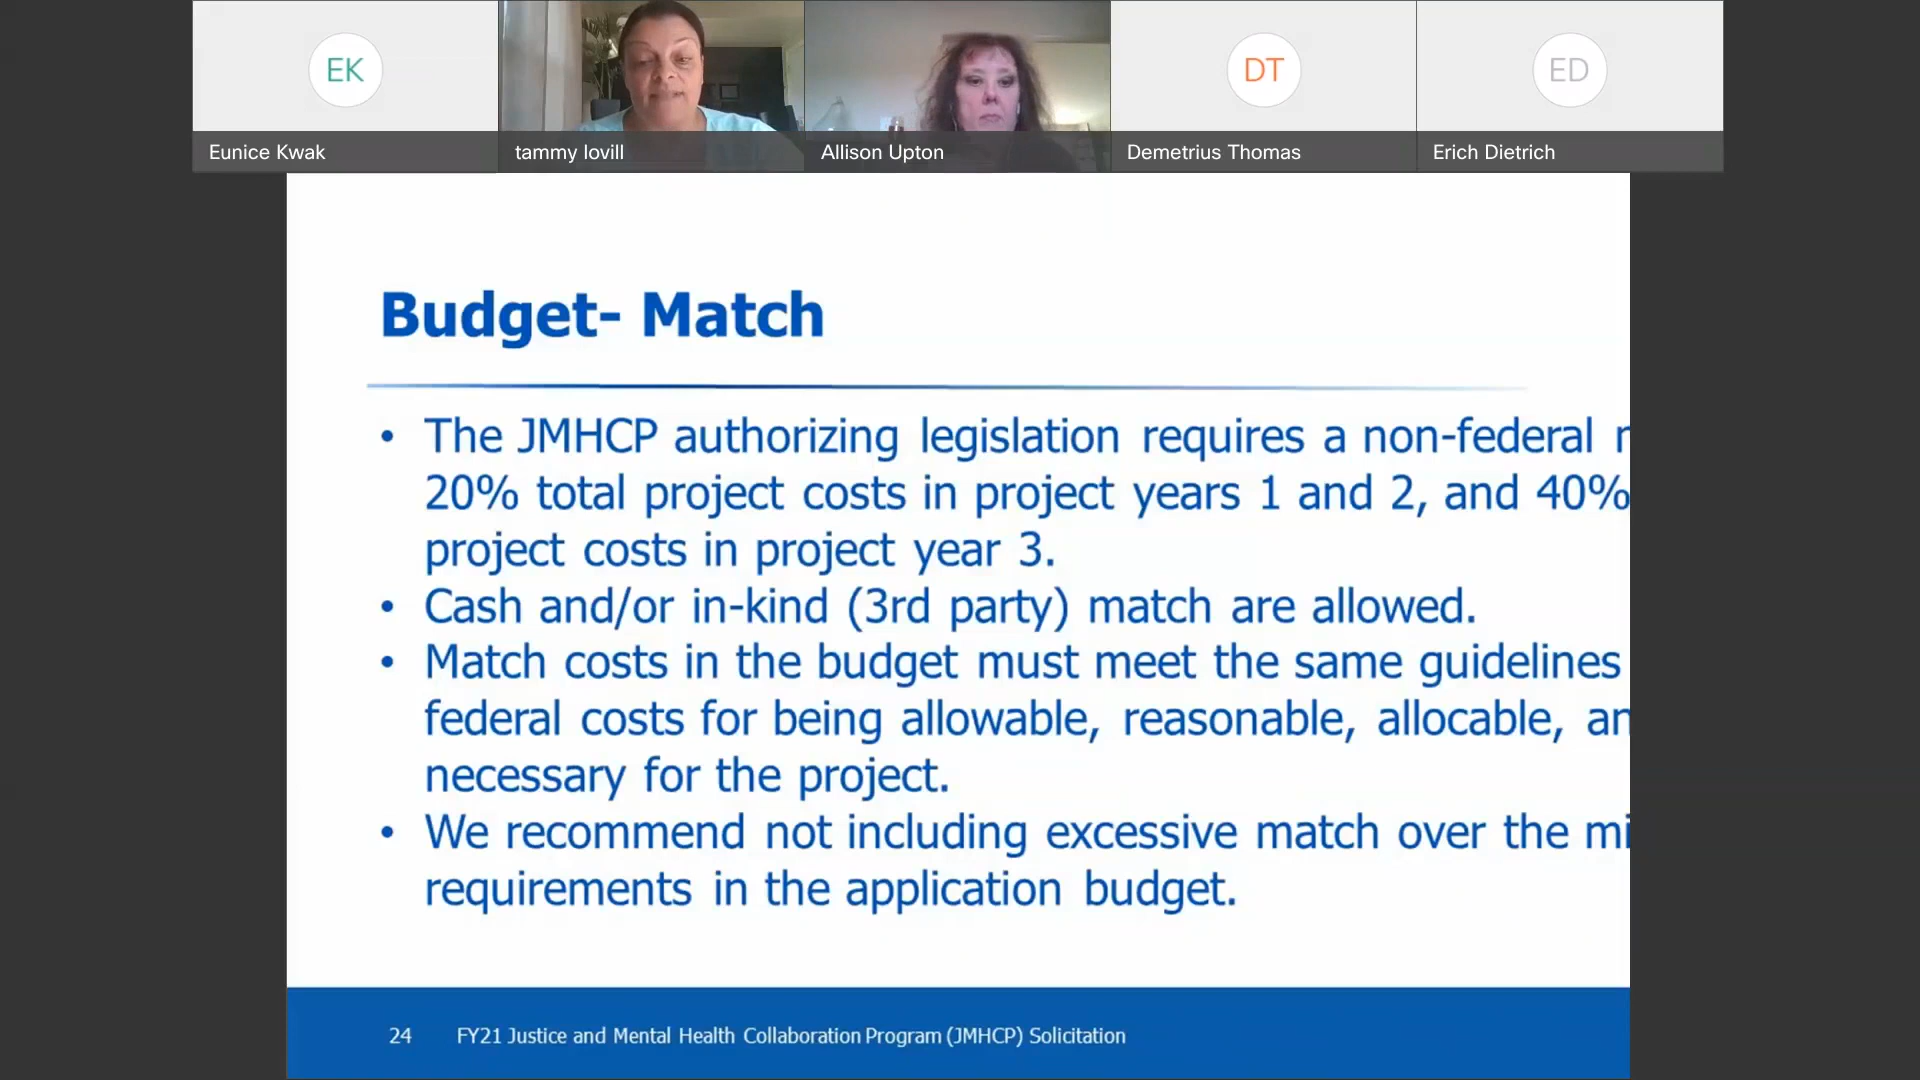 EK
DT
ED
Eunice Kwak
tammy lovill
Allison Upton
Demetrius Thomas
Erich Dietrich
Budget- Match
• The JMHCP authorizing legislation requires a non-federal
20% total project costs in project years 1 and 2, and 40%
project costs in project year 3.
• Cash and/or in-kind (3rd party) match are allowed.
• Match costs in the budget must meet the same guidelines
federal costs for being allowable, reasonable, allocable,
necessary for the project.
• We recommend not including excessive match over the
requirements in the application budget.
24 FY21 Justice and Mental Health Collaboration Program (JMHCP) Solicitation